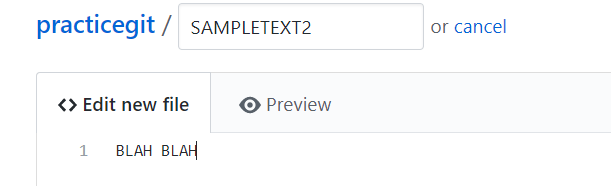 practicegit / SAMPLETEXT2 or cancel
Edit new file Preview
1 BLAH BLAH